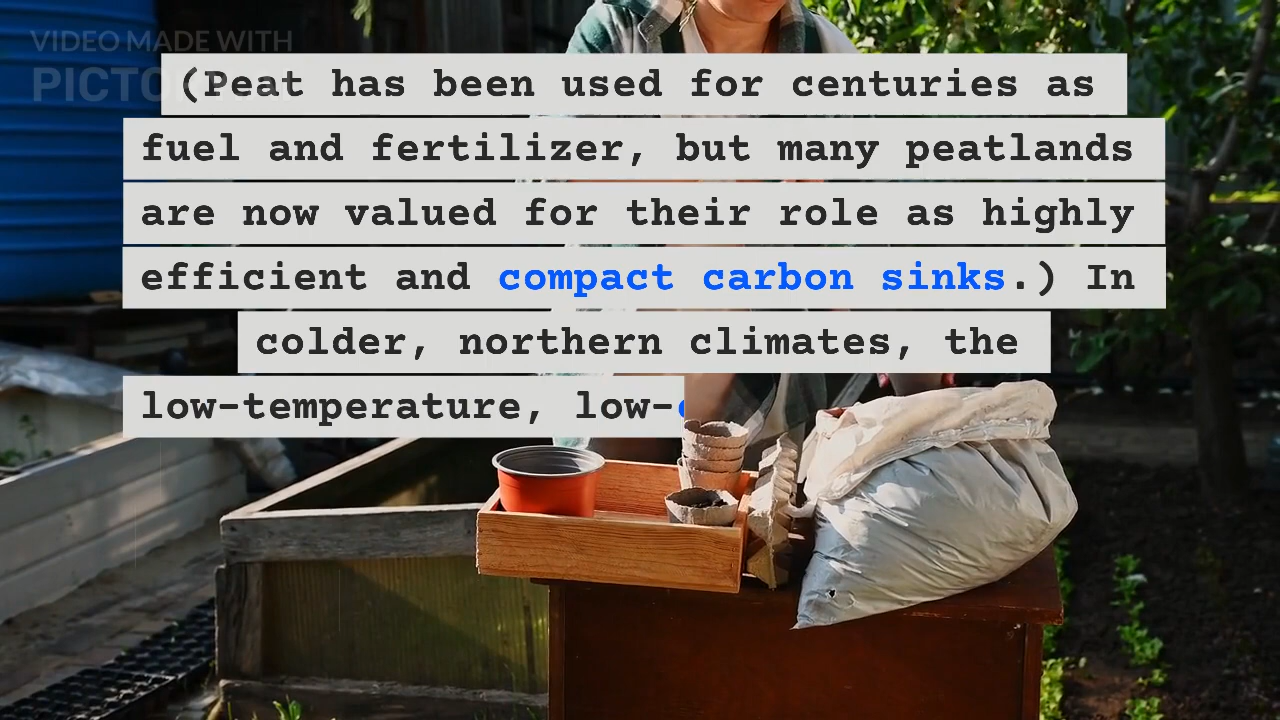 VIDEO MADE WITH
(Peat has been used for centuries as
fuel and fertilizer, but many peatlands
are now valued for their role as highly
efficient and compact carbon sinks.) In
colder, northern climates, the
low-temperature, low-